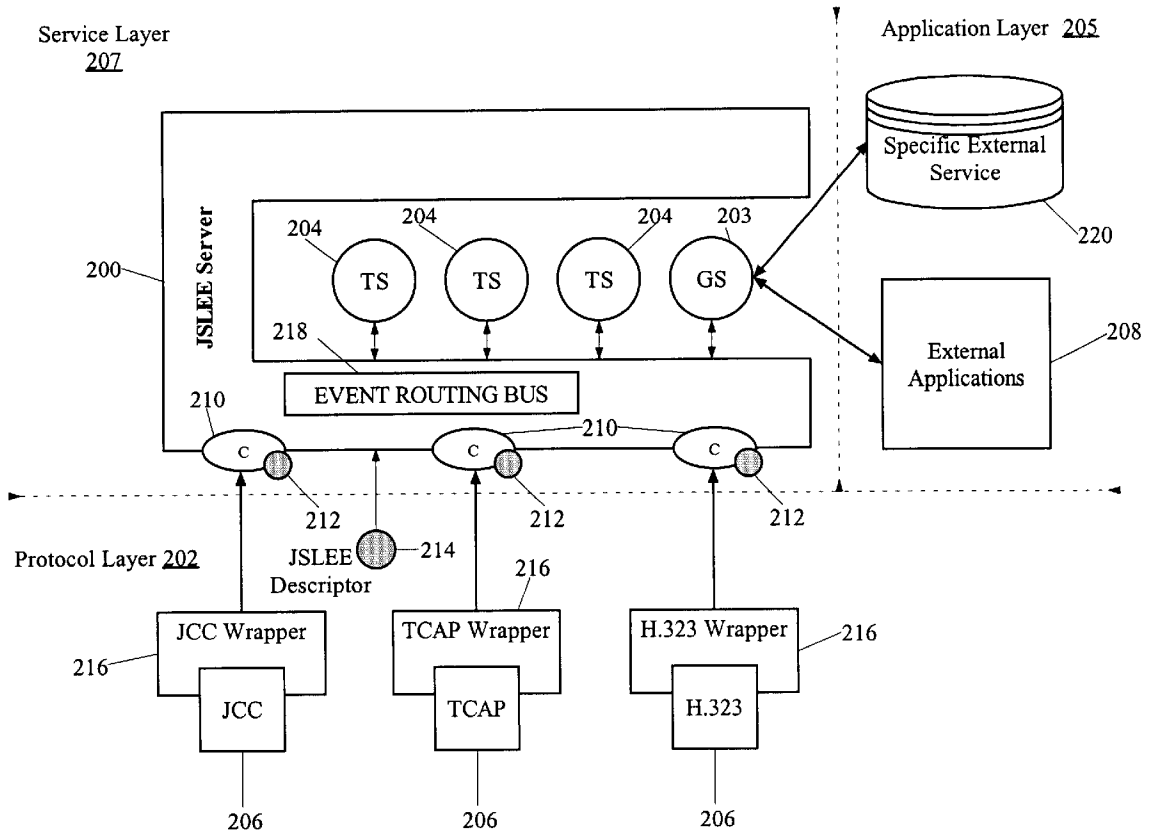 Service Layer
207
Application Layer 205
Specific External
Service
220
JSLEE Server
200
204
204
204
203
TS
TS
TS
GS
218
EVENT ROUTING BUS
External
Applications
208
210
210
C
C
C
212
212
212
Protocol Layer 202
JSLEE
Descriptor
214
216
JCC Wrapper
TCAP Wrapper
H.323 Wrapper
216
216
JCC
TCAP
H.323
206
206
206